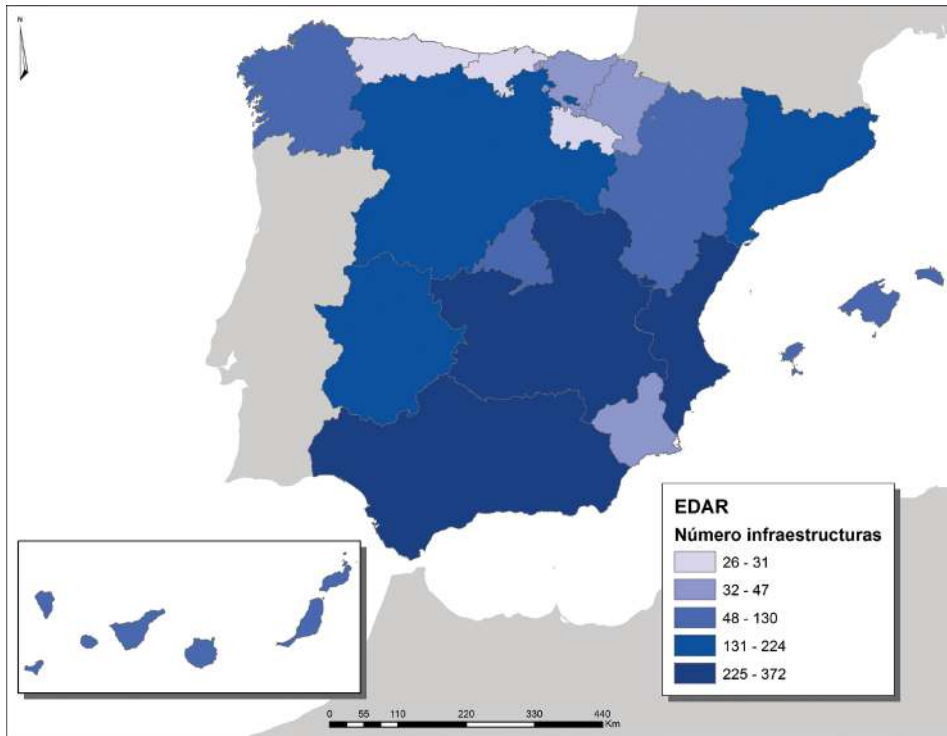 N
EDAR
Número infraestructuras
26 - 31
32 - 47
48 - 130
131 - 224
225 - 372
0 55 110 220 330 440
Km